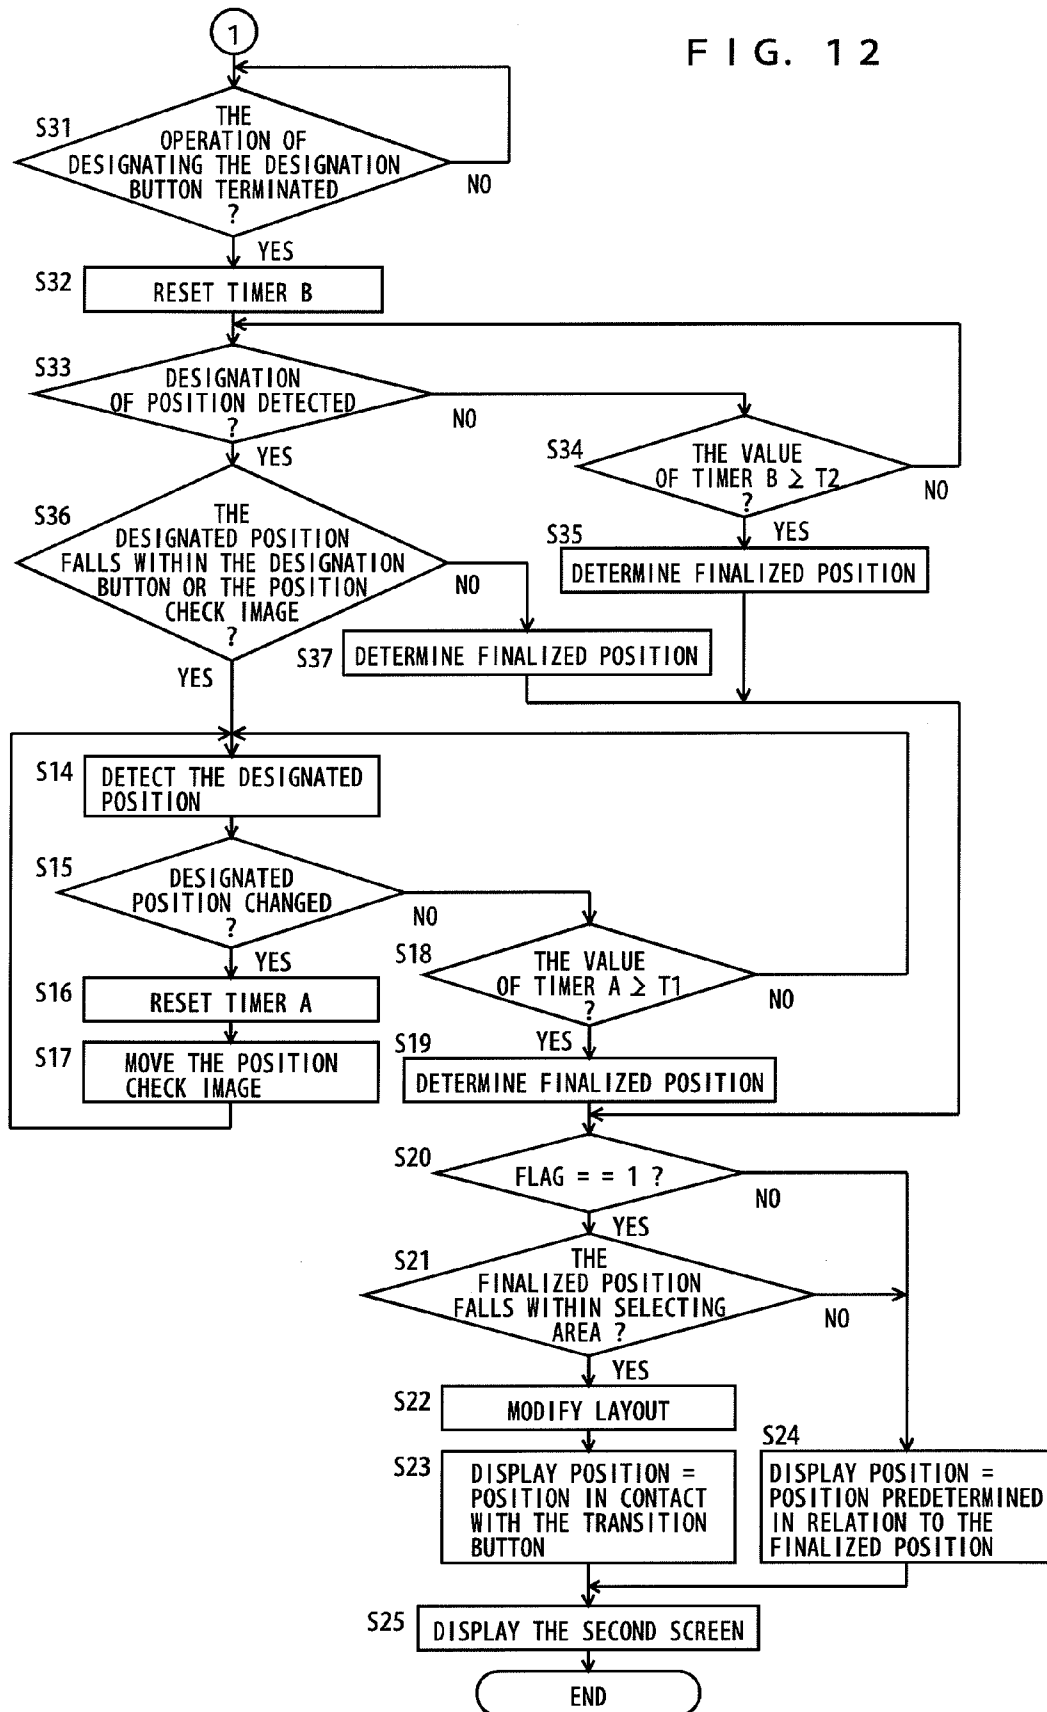 1
FIG. 12
S31
THE
OPERATION OF
DESIGNATING THE DESIGNATION
BUTTON TERMINATED
?
NO
YES
S32
RESET TIMER B
S33
DESIGNATION
OF POSITION DETECTED
?
NO
YES
S34
THE VALUE
OF TIMER B ≥ T2
?
NO
YES
S35
DETERMINE FINALIZED POSITION
S36
THE
DESIGNATED POSITION
FALLS WITHIN THE DESIGNATION
BUTTON OR THE POSITION
CHECK IMAGE
?
NO
YES
S37
DETERMINE FINALIZED POSITION
S14
DETECT THE DESIGNATED
POSITION
S15
DESIGNATED
POSITION CHANGED
?
NO
YES
S16
RESET TIMER A
S17
MOVE THE POSITION
CHECK IMAGE
S18
THE VALUE
OF TIMER A ≥ T1
?
NO
YES
S19
DETERMINE FINALIZED POSITION
S20
FLAG = = 1 ?
NO
YES
S21
THE
FINALIZED POSITION
FALLS WITHIN SELECTING
AREA ?
NO
YES
S22
MODIFY LAYOUT
S23
DISPLAY POSITION =
POSITION IN CONTACT
WITH THE TRANSITION
BUTTON
S24
DISPLAY POSITION =
POSITION PREDETERMINED
IN RELATION TO THE
FINALIZED POSITION
S25
DISPLAY THE SECOND SCREEN
END